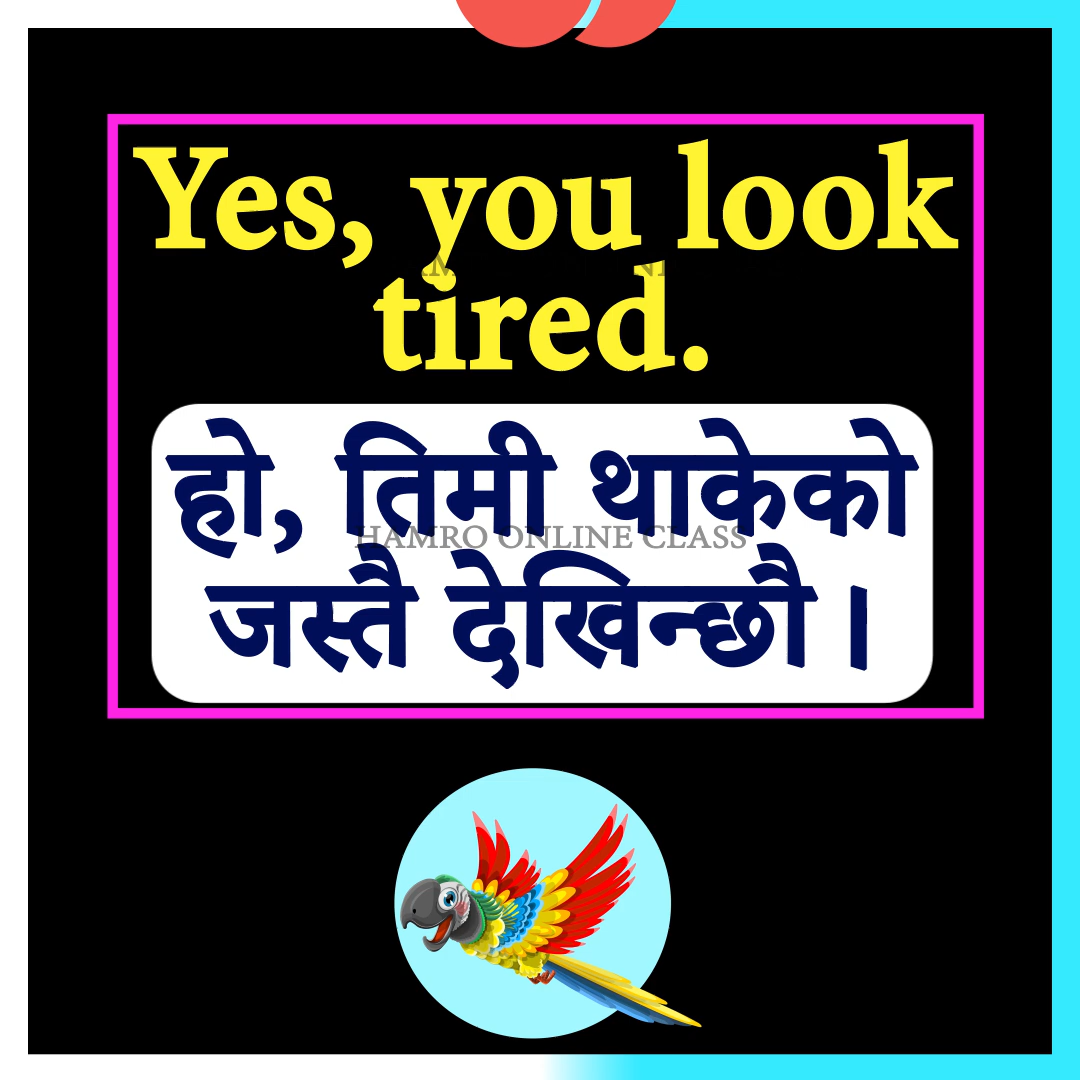 Yes, you look
tired.
हो, तिमी थाकेको
HAMRO ONLINE CLASS
जस्तै देखिन्छौ ।